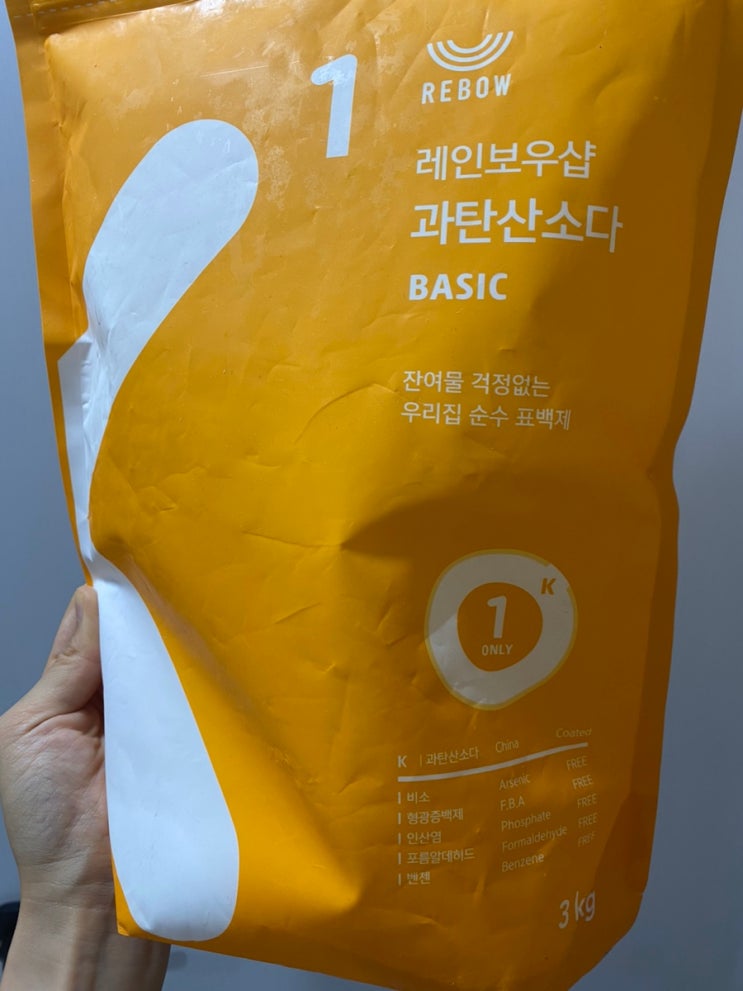 1
REBOW
레인보우샵
과탄산소다
BASIC
잔여물 걱정없는
우리집 순수 표백제
K
1
ONLY
K | 과탄산소다 China Coated
| 비소 Arsenic FREE
| 형광증백제 F.B.A FREE
| 인산염 Phosphate FREE
| 포름알데히드 Formaldehyde FREE
| 벤젠 Benzene FREE
3kg